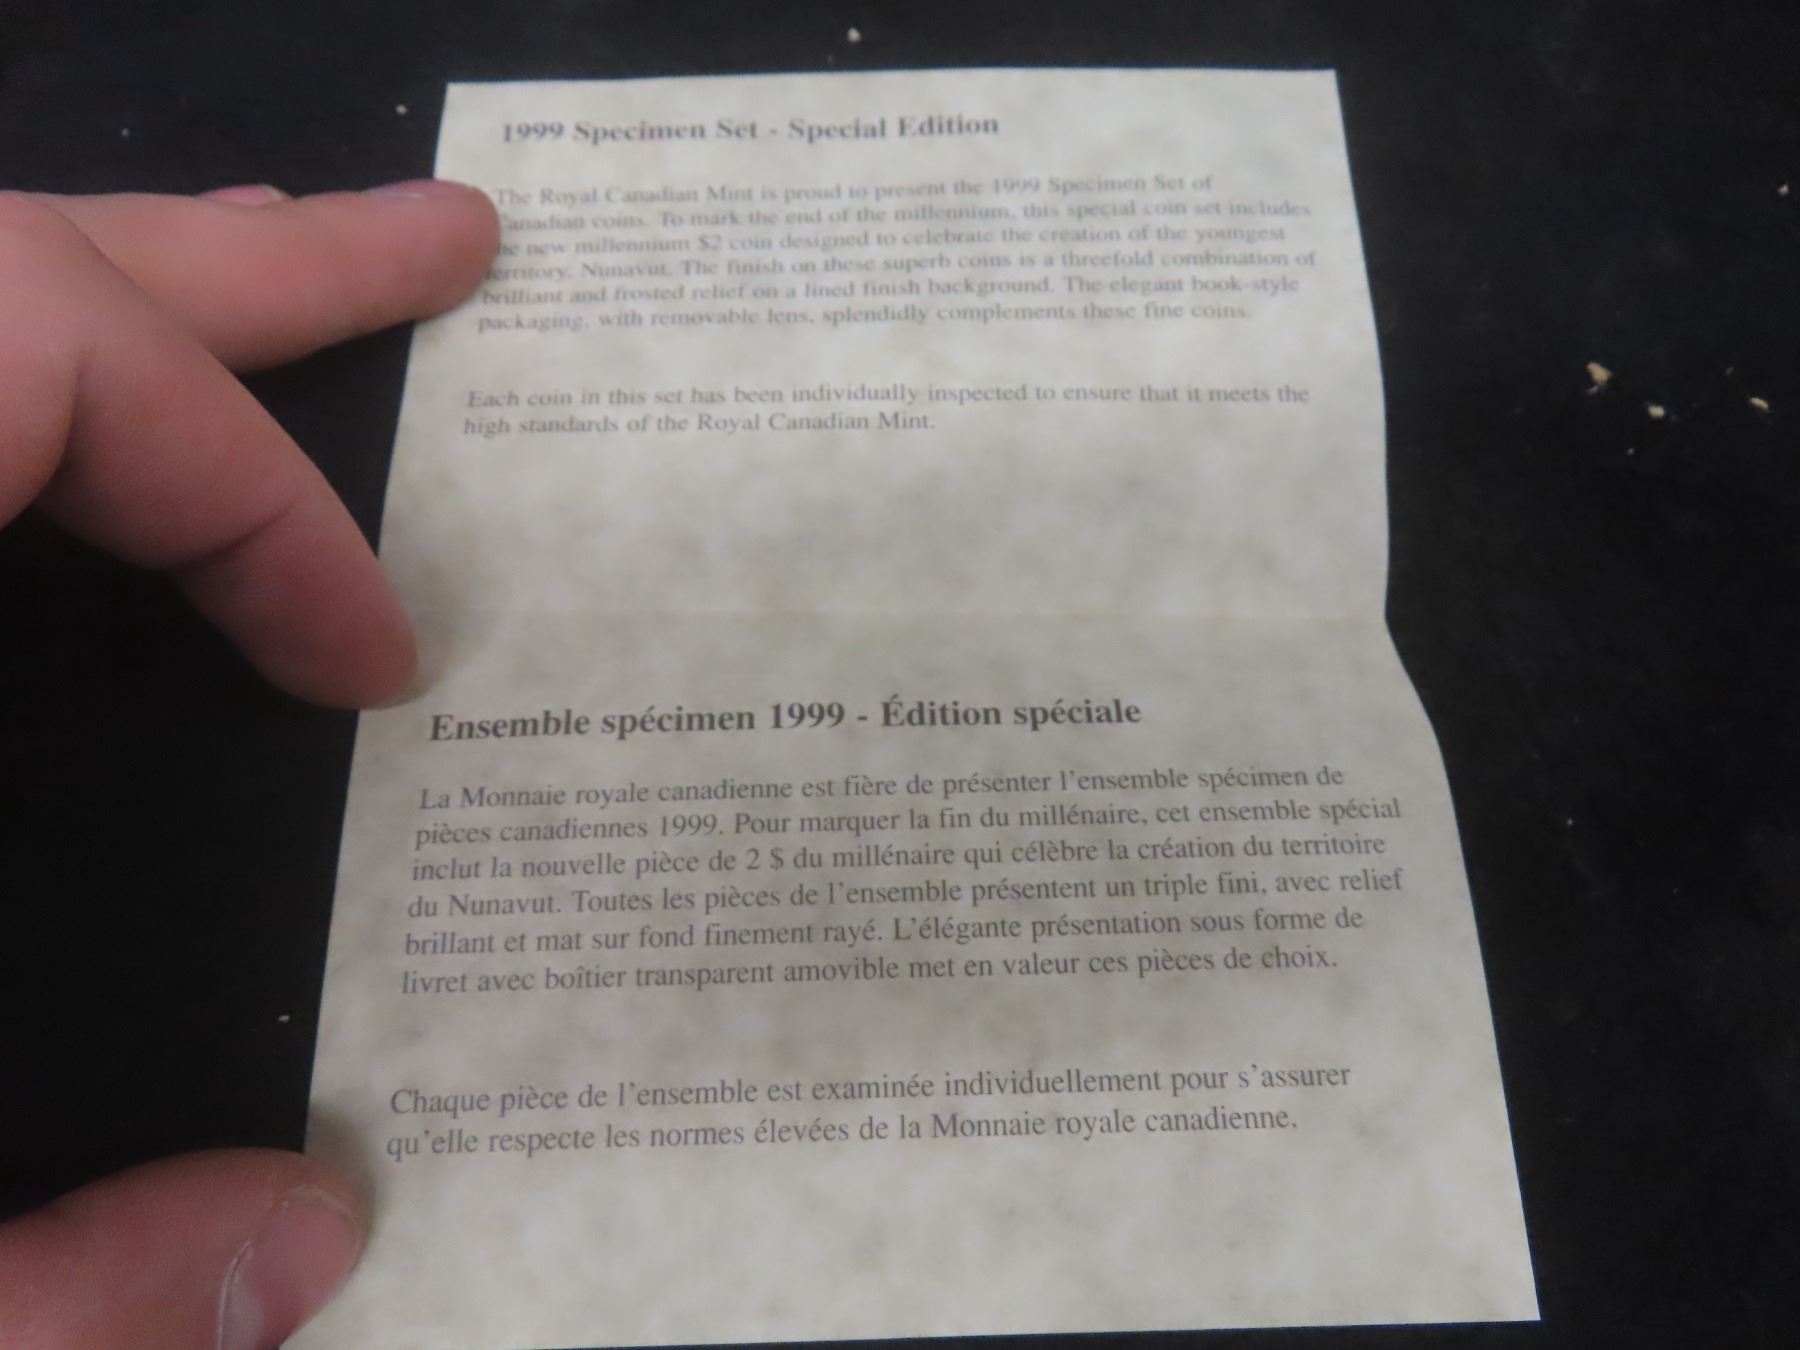 1999 Specimen Set - Special Edition
The Royal Canadian Mint is proud to present the 1999 Specimen Set of
Canadian coins. To mark the end of the millennium, this special coin set includes
the new millennium $2 coin designed to celebrate the creation of the youngest
territory, Nunavut. The finish on these superb coins is a threefold combination of
brilliant and frosted relief on a lined finish background. The elegant book-style
packaging, with removable lens, splendidly complements these fine coins.
Each coin in this set has been individually inspected to ensure that it meets the
high standards of the Royal Canadian Mint.
Ensemble spécimen 1999 - Édition spéciale
La Monnaie royale canadienne est fière de présenter l'ensemble spécimen de
pièces canadiennes 1999. Pour marquer la fin du millénaire, cet ensemble spécial
inclut la nouvelle pièce de 2 $ du millénaire qui célèbre la création du territoire
du Nunavut. Toutes les pièces de l'ensemble présentent un triple fini, avec relief
brillant et mat sur fond finement rayé. L'élégante présentation sous forme de
livret avec boîtier transparent amovible met en valeur ces pièces de choix.
Chaque pièce de l'ensemble est examinée individuellement pour s'assurer
qu'elle respecte les normes élevées de la Monnaie royale canadienne.